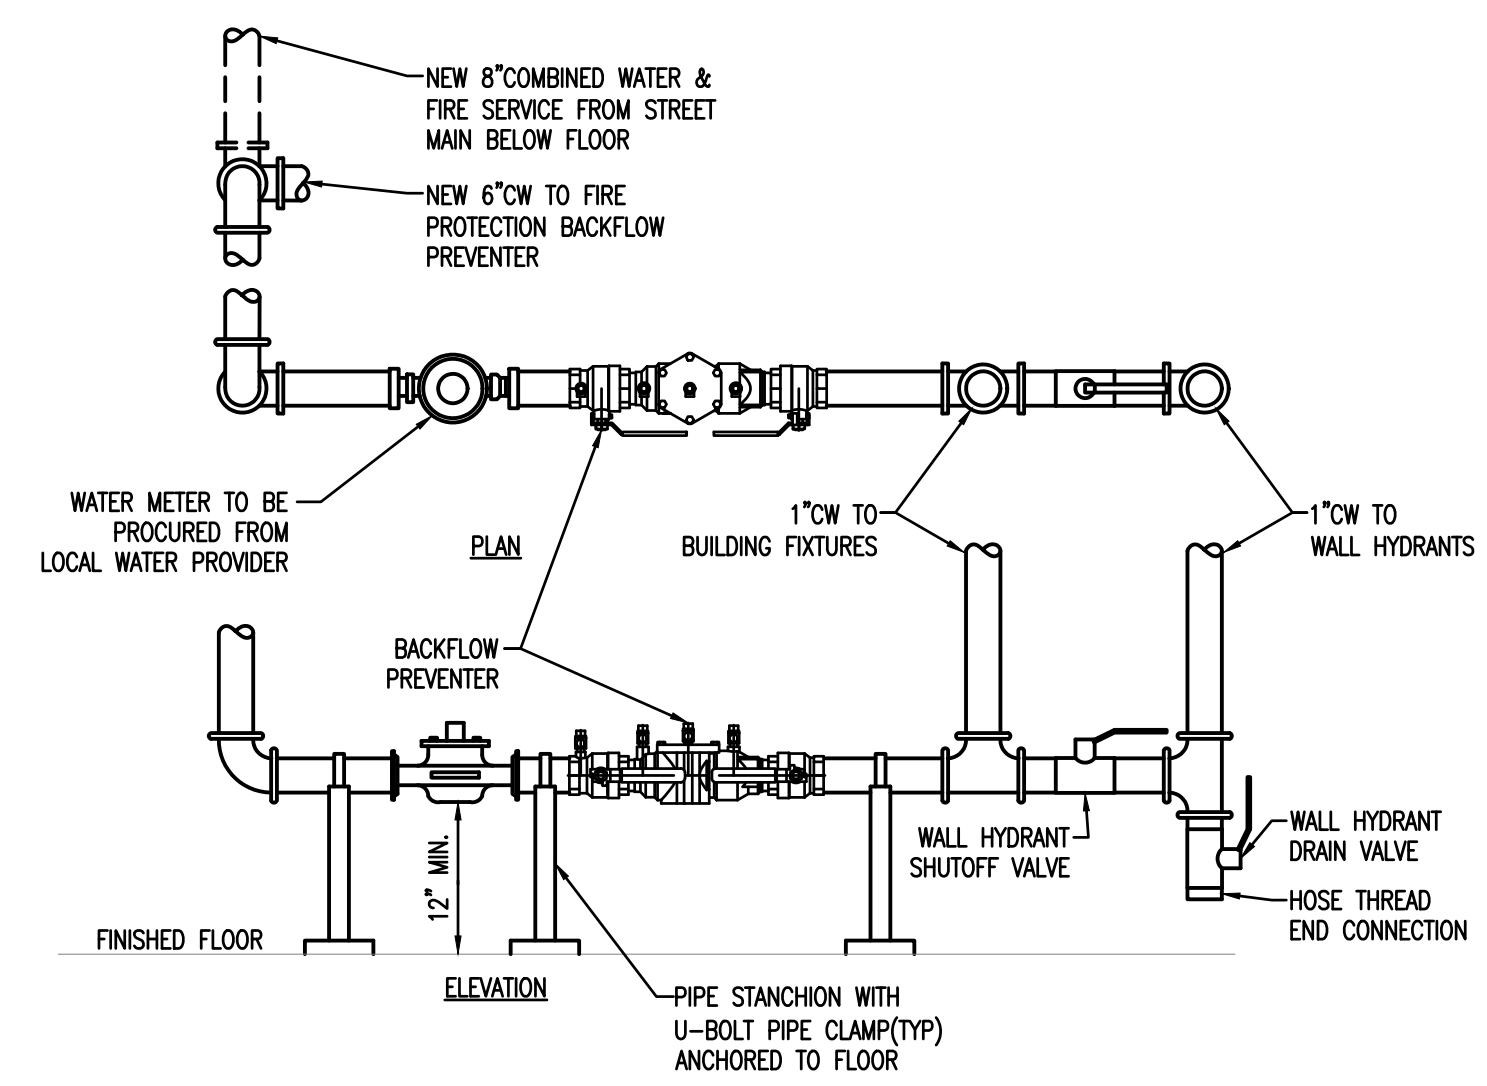 NEW 8"COMBINED WATER &
FIRE SERVICE FROM STREET
MAIN BELOW FLOOR
NEW 6"CW TO FIRE
PROTECTION BACKFLOW
PREVENTER
WATER METER TO BE
PROCURED FROM
LOCAL WATER PROVIDER
PLAN
1"CW TO
BUILDING FIXTURES
1"CW TO
WALL HYDRANTS
BACKFLOW
PREVENTER
12" MIN.
WALL HYDRANT
SHUTOFF VALVE
WALL HYDRANT
DRAIN VALVE
HOSE THREAD
END CONNECTION
FINISHED FLOOR
ELEVATION
PIPE STANCHION WITH
U-BOLT PIPE CLAMP(TYP)
ANCHORED TO FLOOR